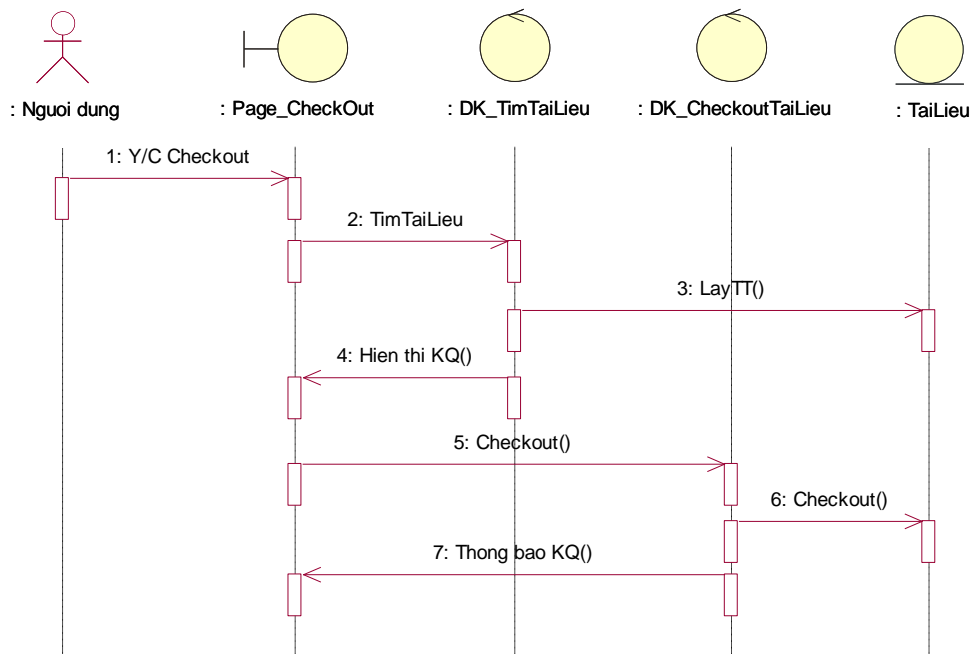 : Nguoi dung
: Page_CheckOut
: DK_TimTaiLieu
: DK_CheckoutTaiLieu
: TaiLieu
1: Y/C Checkout
2: TimTaiLieu
3: LayTT()
4: Hien thi KQ()
5: Checkout()
6: Checkout()
7: Thong bao KQ()